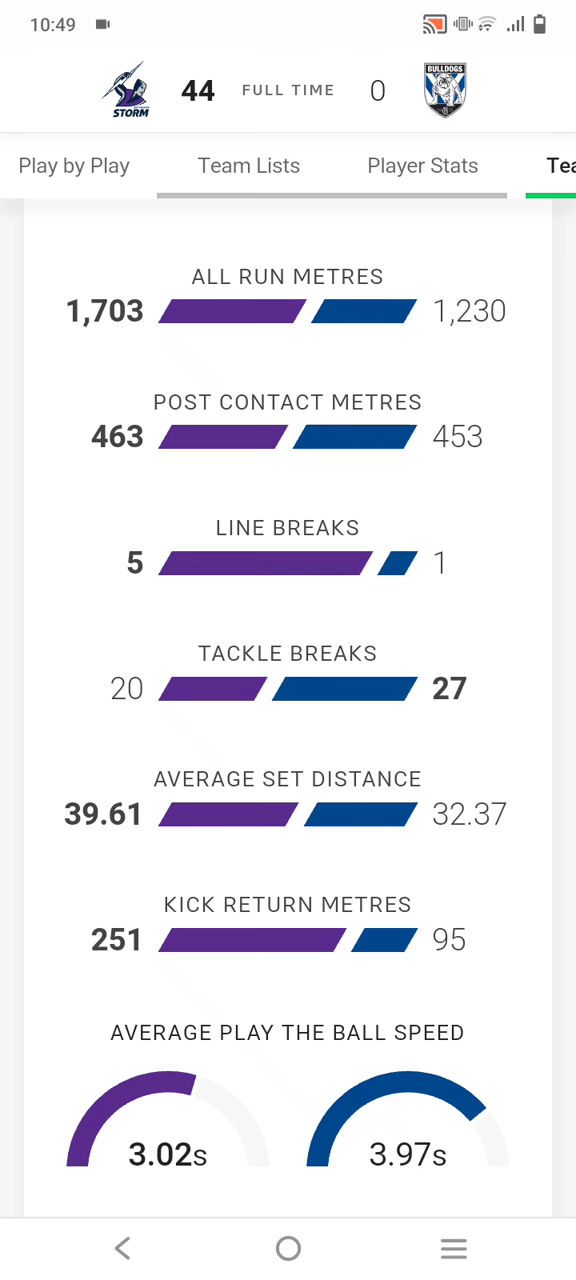 10:49
STORM
44 FULL TIME 0
BULLDOGS
Play by Play Team Lists Player Stats Tea
ALL RUN METRES
1,703 1,230
POST CONTACT METRES
463 453
LINE BREAKS
5 1
TACKLE BREAKS
20 27
AVERAGE SET DISTANCE
39.61 32.37
KICK RETURN METRES
251 95
AVERAGE PLAY THE BALL SPEED
3.02s 3.97s